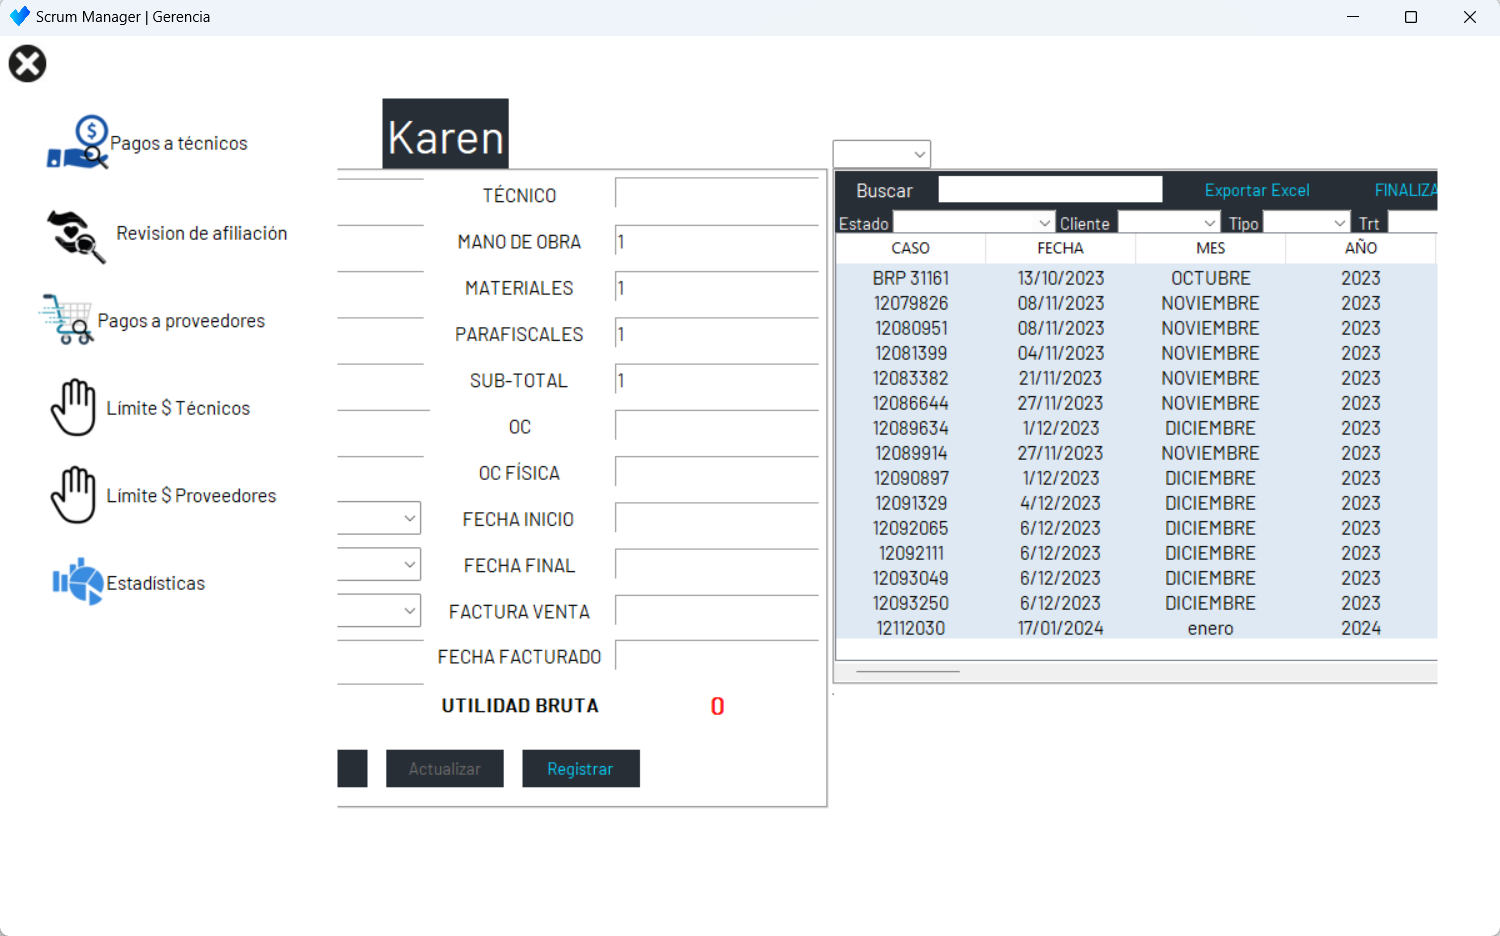 Scrum Manager | Gerencia
Pagos a técnicos
Revision de afiliación
Pagos a proveedores
Límite $ Técnicos
Límite $ Proveedores
Estadísticas
Karen
TÉCNICO
MANO DE OBRA 1
MATERIALES 1
PARAFISCALES 1
SUB-TOTAL 1
OC
OC FÍSICA
FECHA INICIO
FECHA FINAL
FACTURA VENTA
FECHA FACTURADO
UTILIDAD BRUTA 0
Actualizar Registrar
Buscar Exportar Excel FINALIZA
Estado Cliente Tipo Trt
CASO FECHA MES AÑO
BRP 31161 13/10/2023 OCTUBRE 2023
12079826 08/11/2023 NOVIEMBRE 2023
12080951 08/11/2023 NOVIEMBRE 2023
12081399 04/11/2023 NOVIEMBRE 2023
12083382 21/11/2023 NOVIEMBRE 2023
12086644 27/11/2023 NOVIEMBRE 2023
12089634 1/12/2023 DICIEMBRE 2023
12089914 27/11/2023 NOVIEMBRE 2023
12090897 1/12/2023 DICIEMBRE 2023
12091329 4/12/2023 DICIEMBRE 2023
12092065 6/12/2023 DICIEMBRE 2023
12092111 6/12/2023 DICIEMBRE 2023
12093049 6/12/2023 DICIEMBRE 2023
12093250 6/12/2023 DICIEMBRE 2023
12112030 17/01/2024 enero 2024